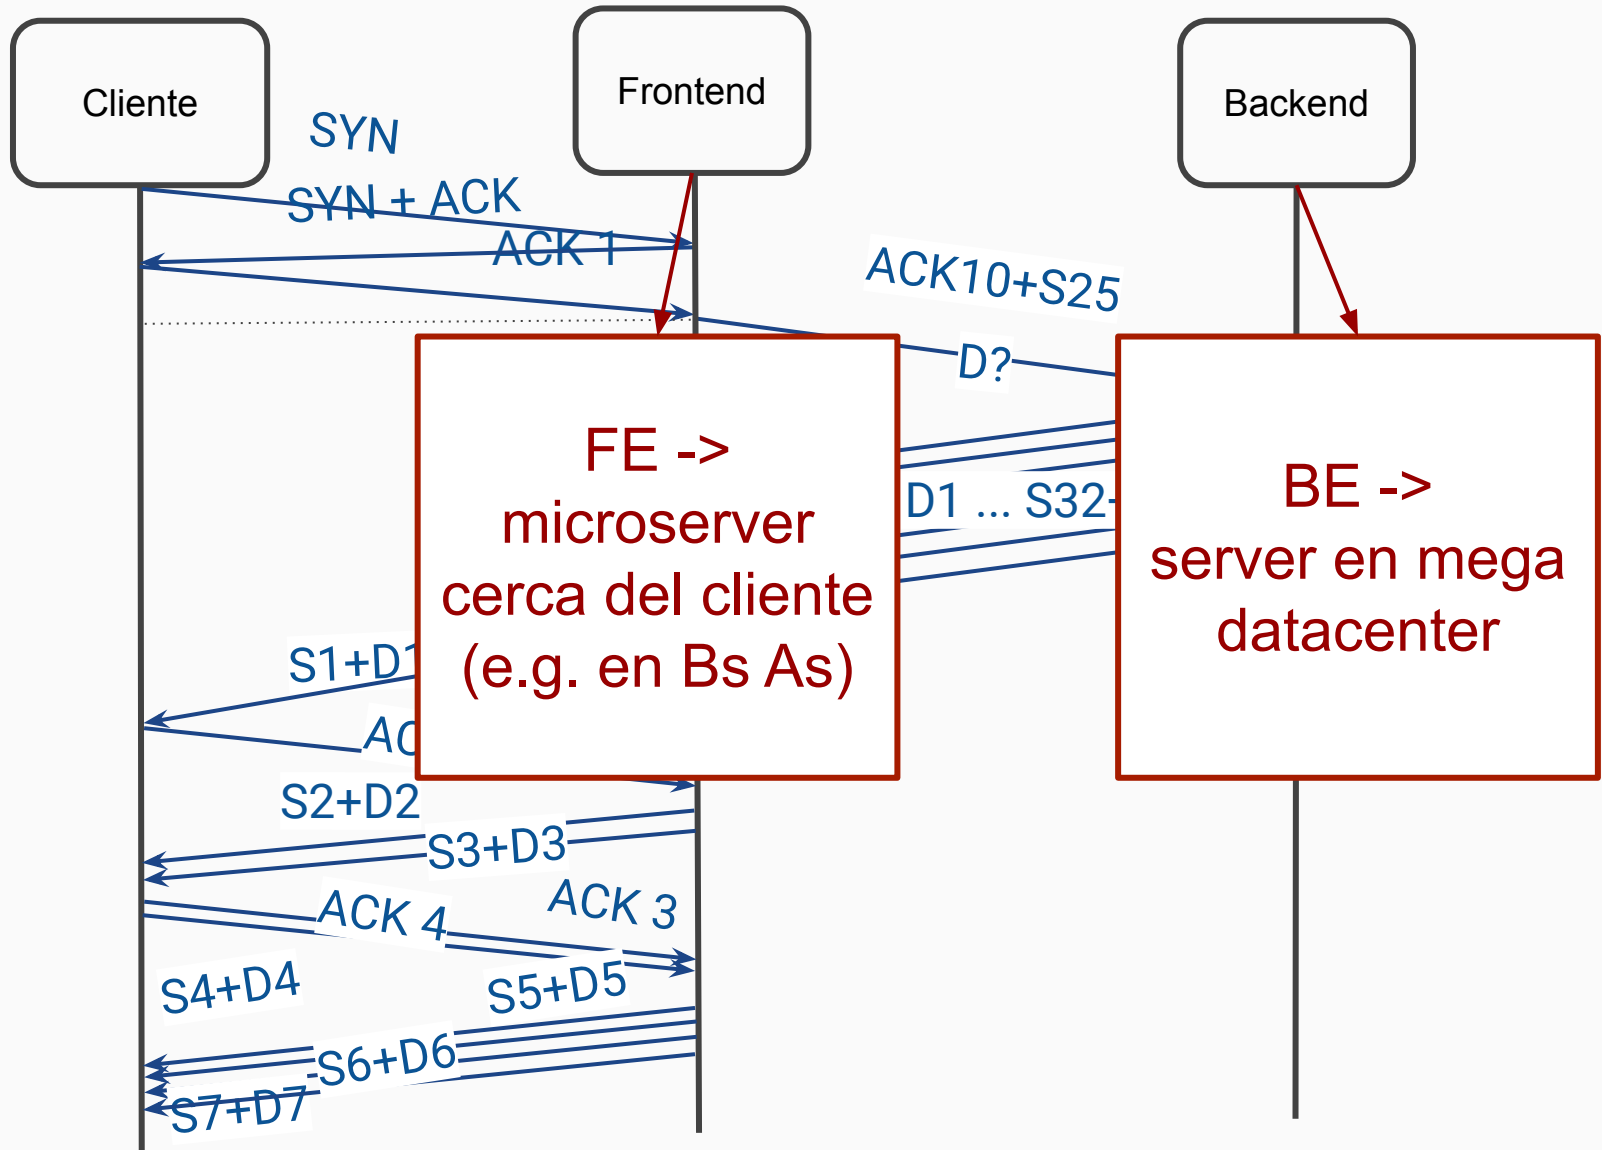 Cliente
Frontend
Backend
SYN
SYN + ACK
ACK 1
ACK10+S25
D?
FE ->
microserver
cerca del cliente
(e.g. en Bs As)
D1 ... S32-
BE ->
server en mega
datacenter
S1+D1
S2+D2
S3+D3
ACK 4
ACK 3
S4+D4
S5+D5
S6+D6
S7+D7